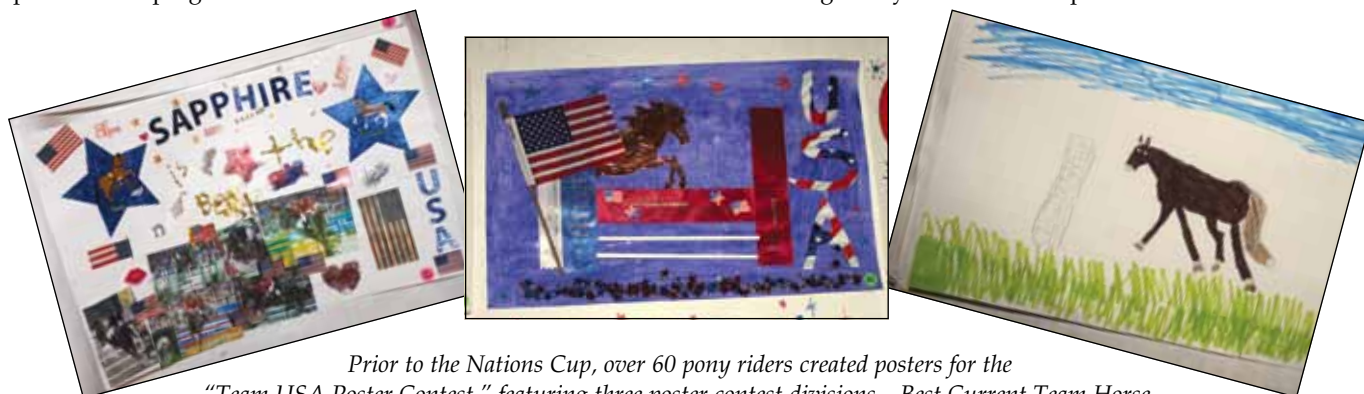 SAPPHIRE
is the
Best
USA
USA
Prior to the Nations Cup, over 60 pony riders created posters for the
“Team USA Poster Contest,” featuring three poster contest divisions – Best Current Team Horse,